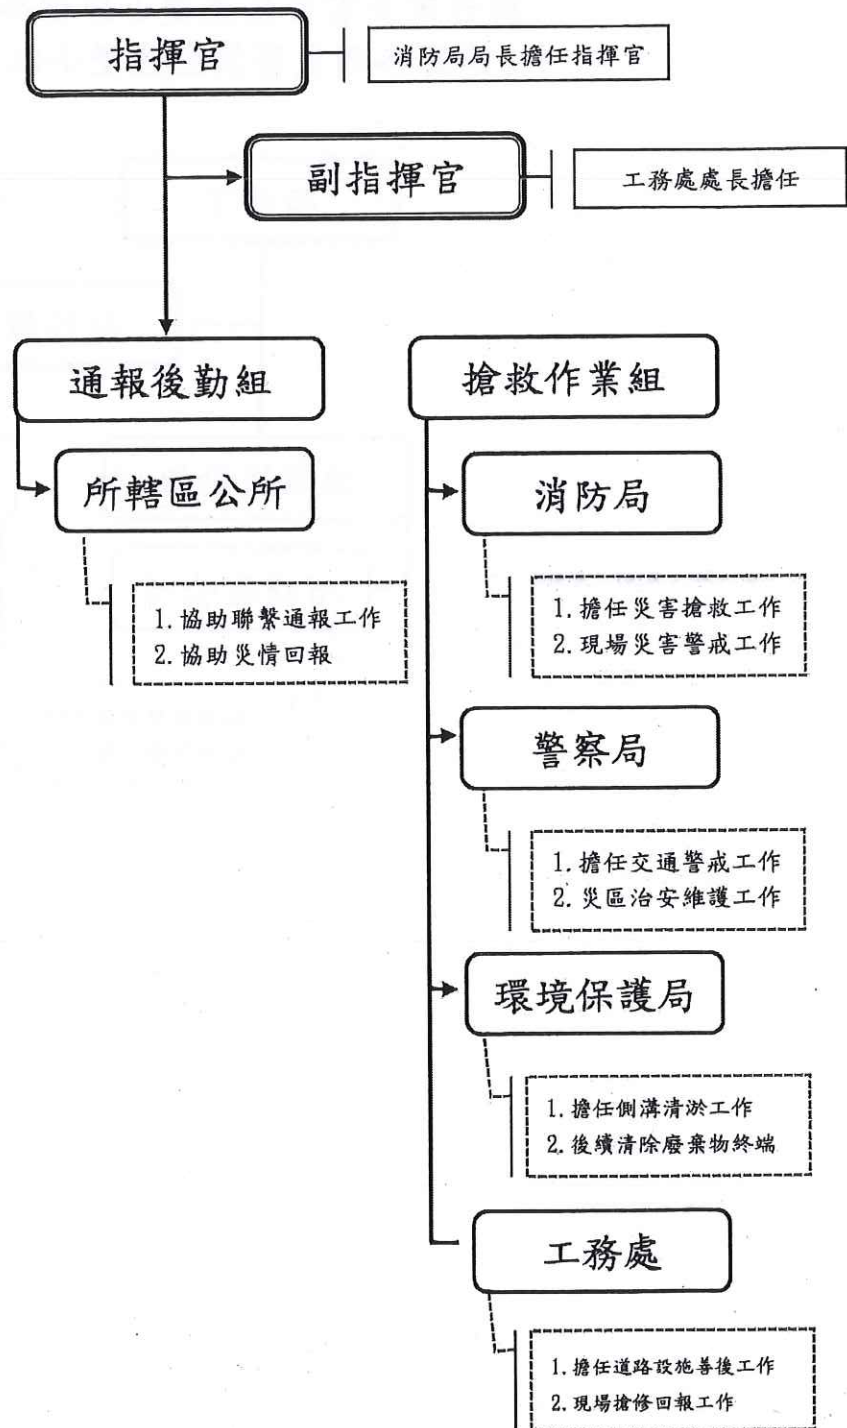 指揮官
消防局局長擔任指揮官
副指揮官
工務處處長擔任
通報後勤組
所轄區公所
1. 協助聯繫通報工作
2. 協助災情回報
搶救作業組
消防局
1. 擔任災害搶救工作
2. 現場災害警戒工作
警察局
1. 擔任交通警戒工作
2. 災區治安維護工作
環境保護局
1. 擔任側溝清淤工作
2. 後續清除廢棄物終端
工務處
1. 擔任道路設施善後工作
2. 現場搶修回報工作